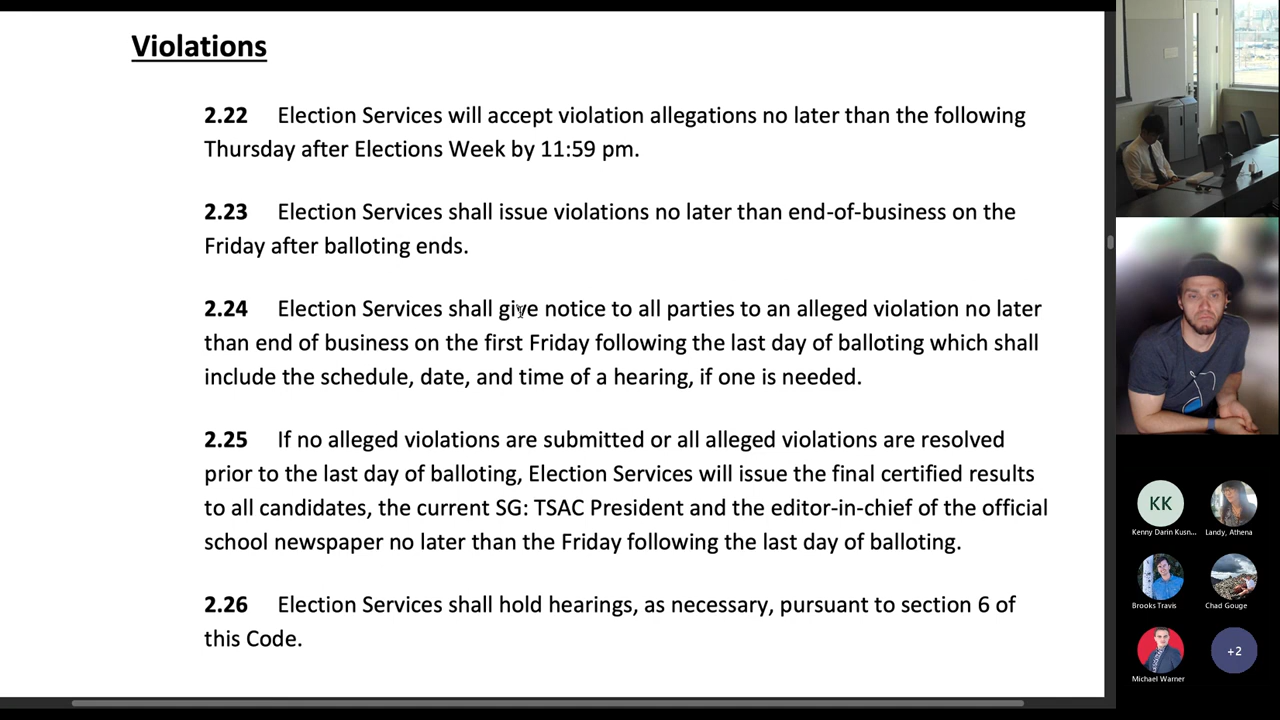 Violations
2.22 Election Services will accept violation allegations no later than the following
Thursday after Elections Week by 11:59 pm.
2.23 Election Services shall issue violations no later than end-of-business on the
Friday after balloting ends.
2.24 Election Services shall give notice to all parties to an alleged violation no later
than end of business on the first Friday following the last day of balloting which shall
include the schedule, date, and time of a hearing, if one is needed.
2.25 If no alleged violations are submitted or all alleged violations are resolved
prior to the last day of balloting, Election Services will issue the final certified results
to all candidates, the current SG: TSAC President and the editor-in-chief of the official
school newspaper no later than the Friday following the last day of balloting.
2.26 Election Services shall hold hearings, as necessary, pursuant to section 6 of
this Code.
KK
Kenny Darin Kusn...
Landy, Athena
Brooks Travis
Chad Gouge
Michael Warner
+2